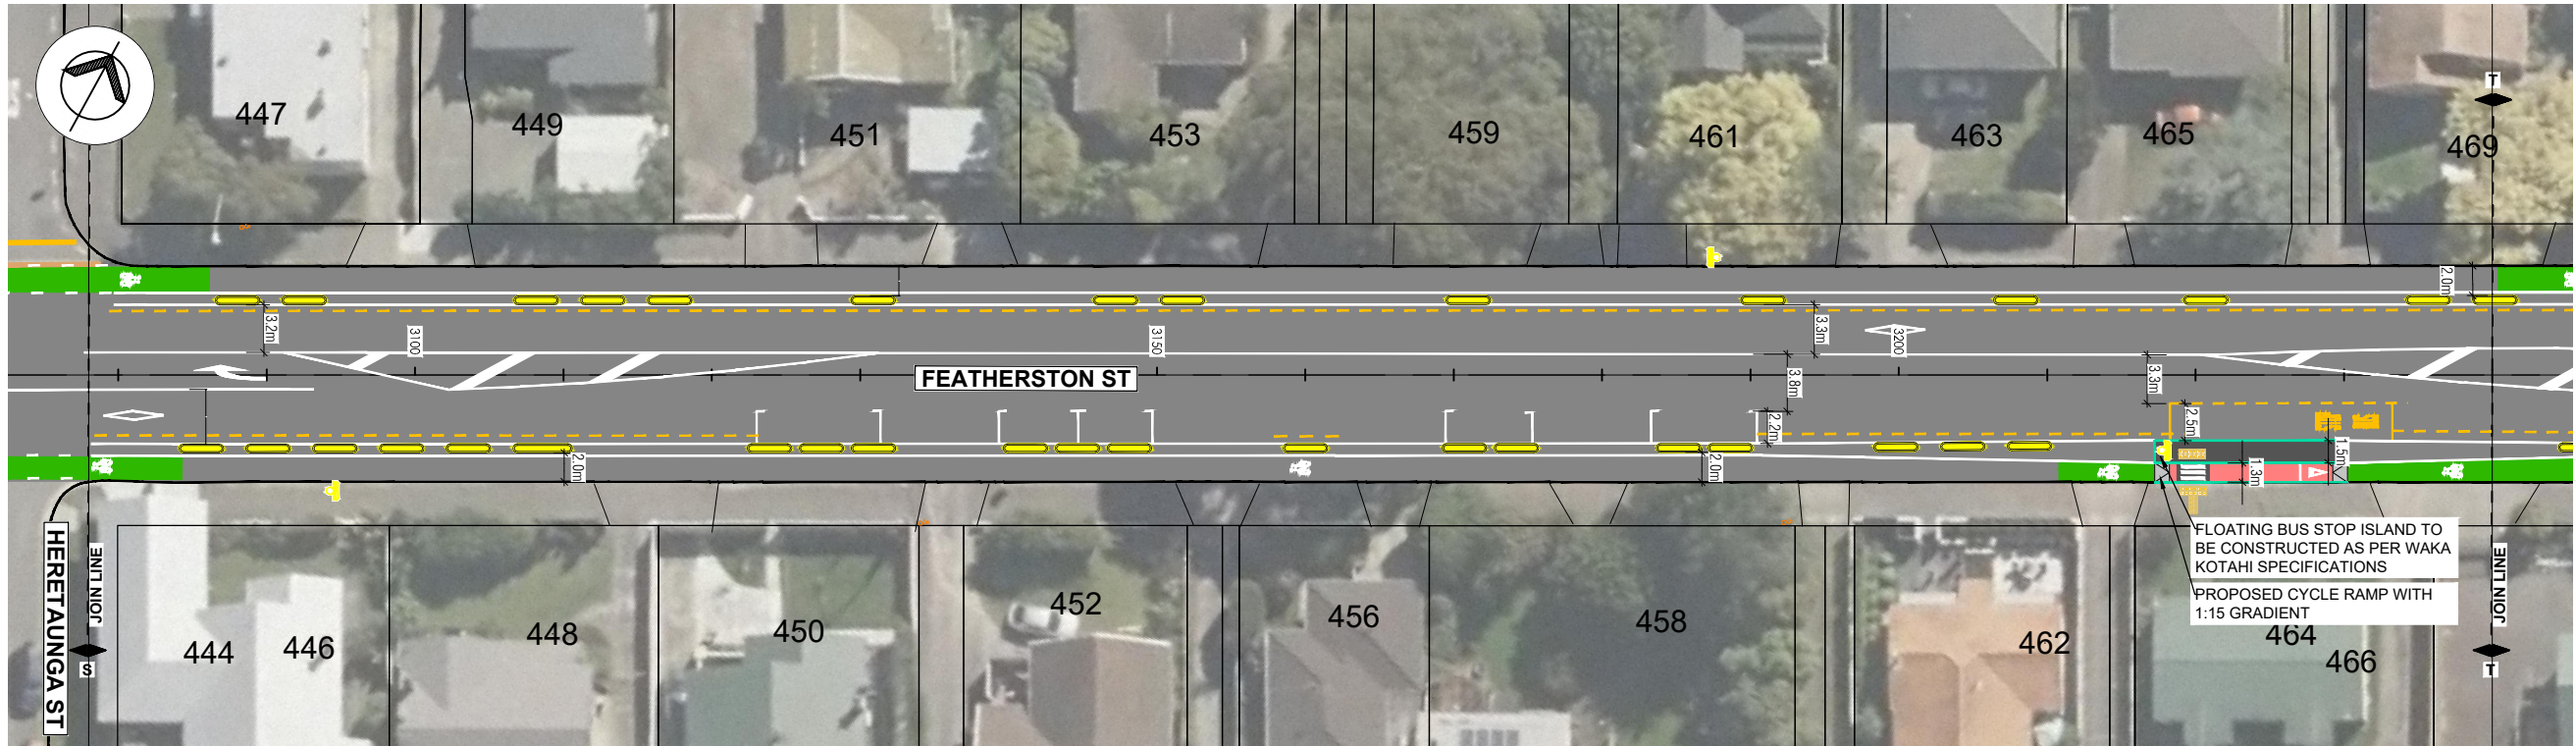 447
449
451
453
459
461
463
465
469
T
2.0m
3.2m
3100
3150
3.3m
3200
FEATHERSTON ST
3.8m
3.3m
2.2m
2.5m
1.5m
2.0m
2.0m
1.3m
HERETAUNGA ST
JOIN LINE
S
444
446
448
450
452
456
458
462
464
466
FLOATING BUS STOP ISLAND TO
BE CONSTRUCTED AS PER WAKA
KOTAHI SPECIFICATIONS
PROPOSED CYCLE RAMP WITH
1:15 GRADIENT
JOIN LINE
T